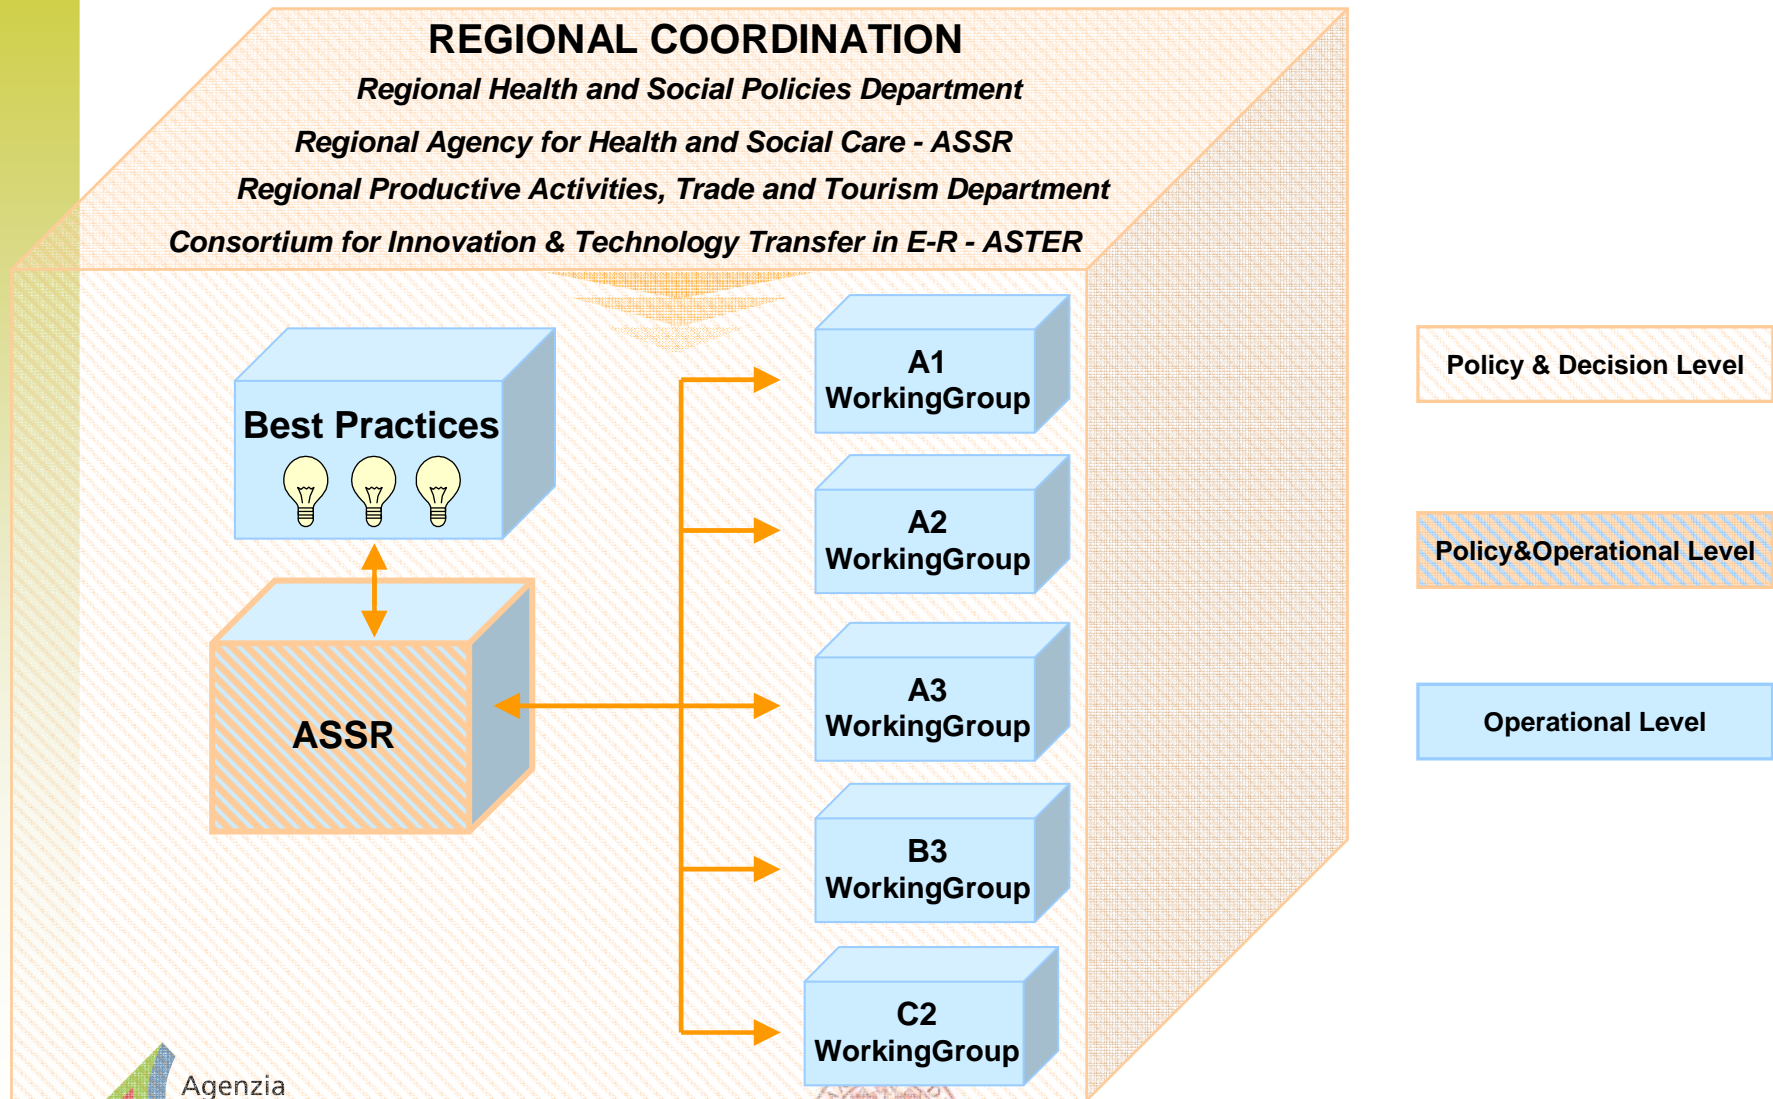 REGIONAL COORDINATION
Regional Health and Social Policies Department
Regional Agency for Health and Social Care - ASSR
Regional Productive Activities, Trade and Tourism Department
Consortium for Innovation & Technology Transfer in E-R - ASTER
Best Practices
ASSR
A1
WorkingGroup
A2
WorkingGroup
A3
WorkingGroup
B3
WorkingGroup
C2
WorkingGroup
Policy & Decision Level
Policy&Operational Level
Operational Level
Agenzia